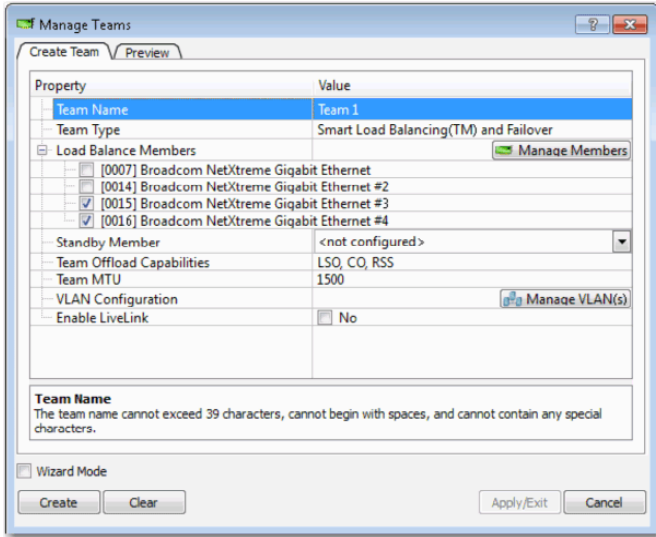 Manage Teams
Create Team Preview
Property Value
Team Name Team 1
Team Type Smart Load Balancing(TM) and Failover
Load Balance Members Manage Members
[0007] Broadcom NetXtreme Gigabit Ethernet
[0014] Broadcom NetXtreme Gigabit Ethernet #2
[0015] Broadcom NetXtreme Gigabit Ethernet #3
[0016] Broadcom NetXtreme Gigabit Ethernet #4
Standby Member <not configured>
Team Offload Capabilities LSO, CO, RSS
Team MTU 1500
VLAN Configuration Manage VLAN(s)
Enable LiveLink No
Team Name
The team name cannot exceed 39 characters, cannot begin with spaces, and cannot contain any special
characters.
Wizard Mode
Create Clear Apply/Exit Cancel